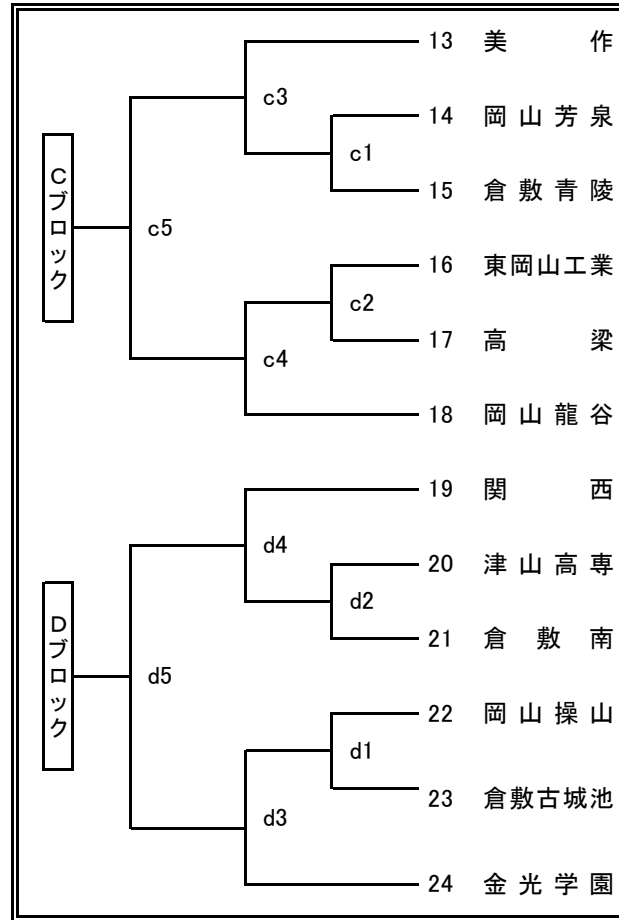 13 美作
c3
14 岡山芳泉
c1
15 倉敷青陵
Cブロック
c5
16 東岡山工業
c2
17 高梁
c4
18 岡山龍谷
19 関西
d4
20 津山高専
d2
21 倉敷南
Dブロック
d5
22 岡山操山
d1
23 倉敷古城池
d3
24 金光学園